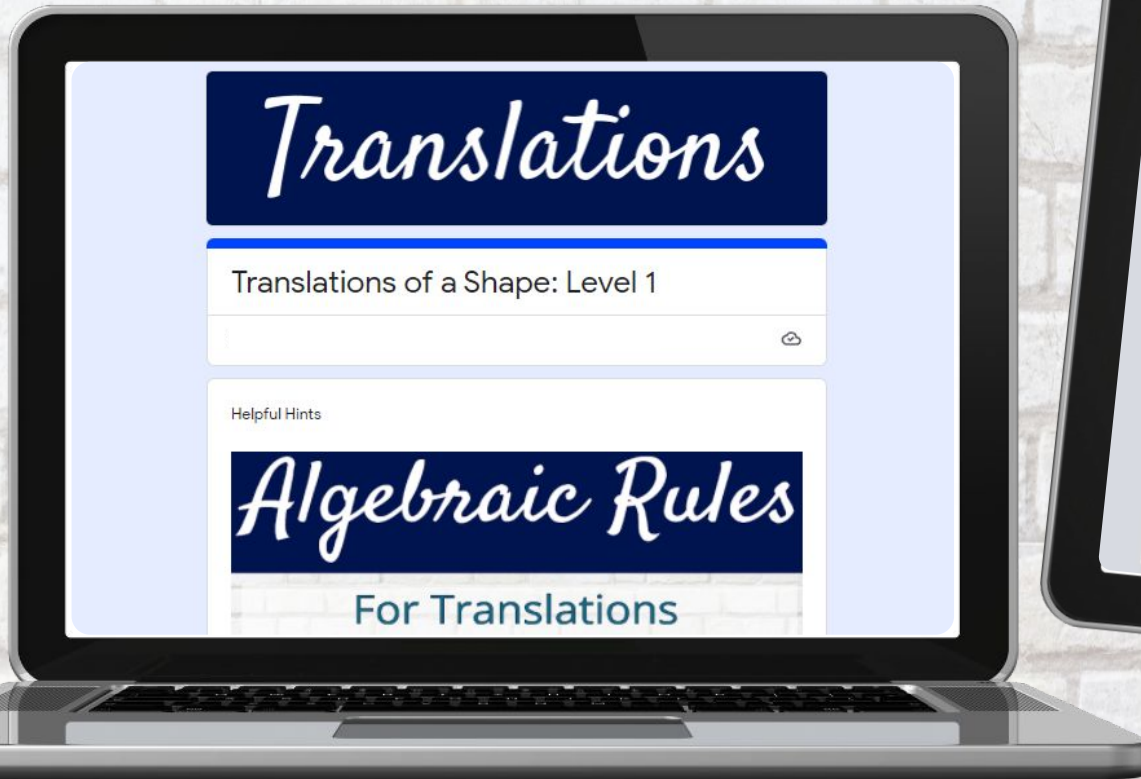 Translations
Translations of a Shape: Level 1
Helpful Hints
Algebraic Rules
For Translations